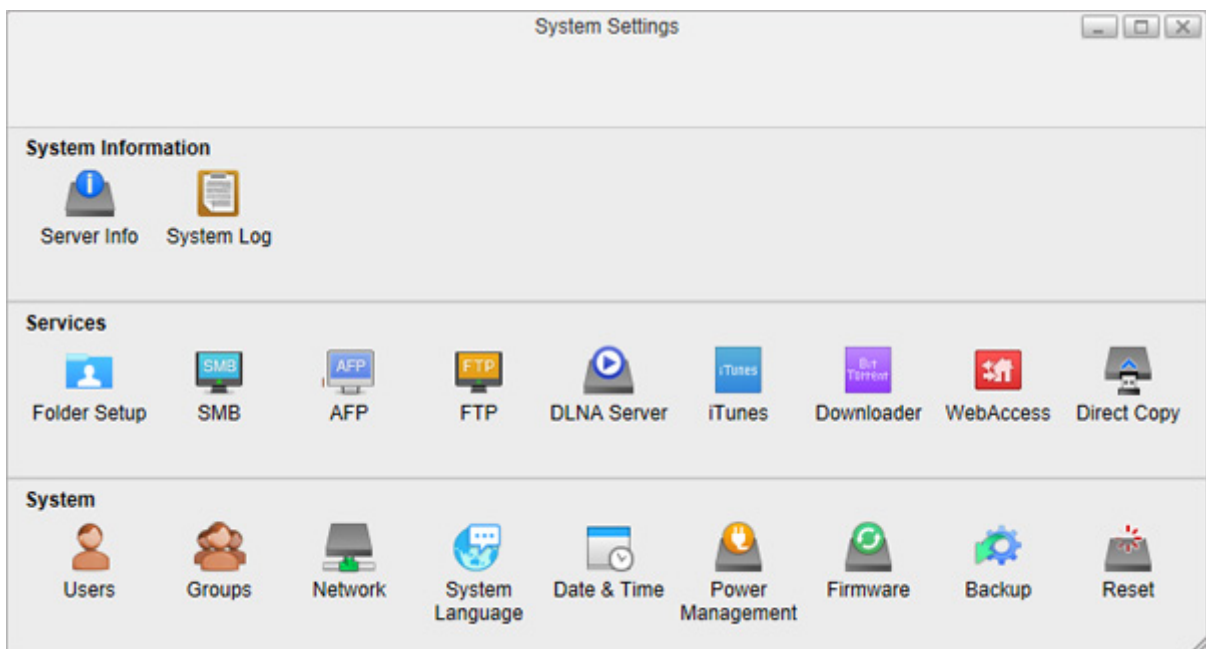 System Settings
System Information
Server Info System Log
Services
SMB AFP FTP iTunes Bit
Torrent
Folder Setup SMB AFP FTP DLNA Server iTunes Downloader WebAccess Direct Copy
System
Users Groups Network System Date & Time Power Firmware Backup Reset
Language Management